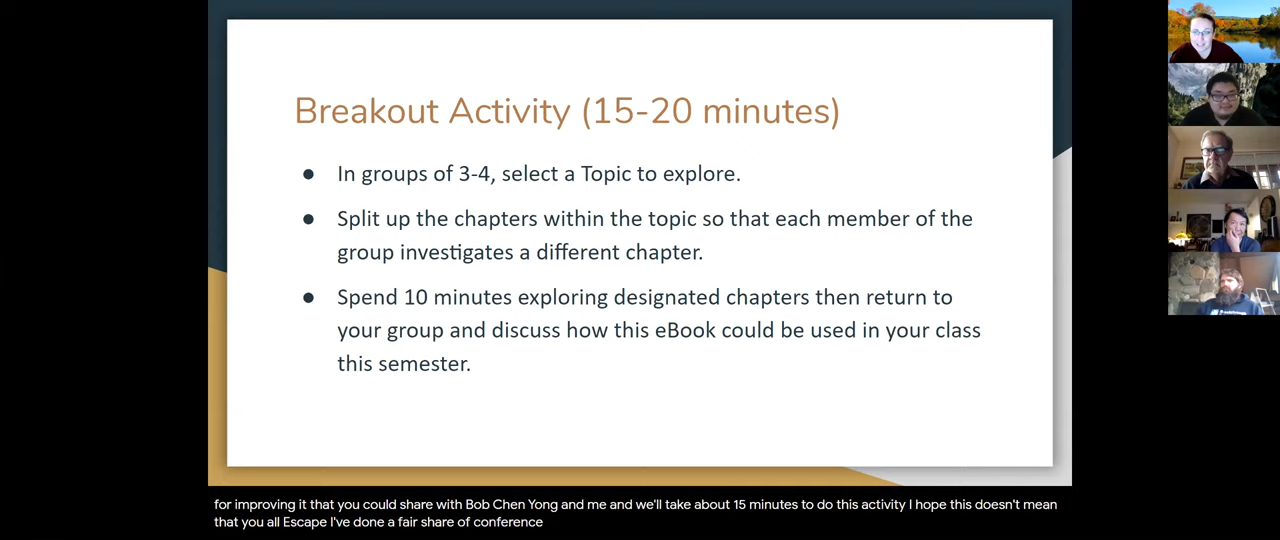 Breakout Activity (15-20 minutes)
● In groups of 3-4, select a Topic to explore.
● Split up the chapters within the topic so that each member of the
group investigates a different chapter.
● Spend 10 minutes exploring designated chapters then return to
your group and discuss how this eBook could be used in your class
this semester.
for improving it that you could share with Bob Chen Yong and me and we'll take about 15 minutes to do this activity I hope this doesn't mean
that you all Escape I've done a fair share of conference